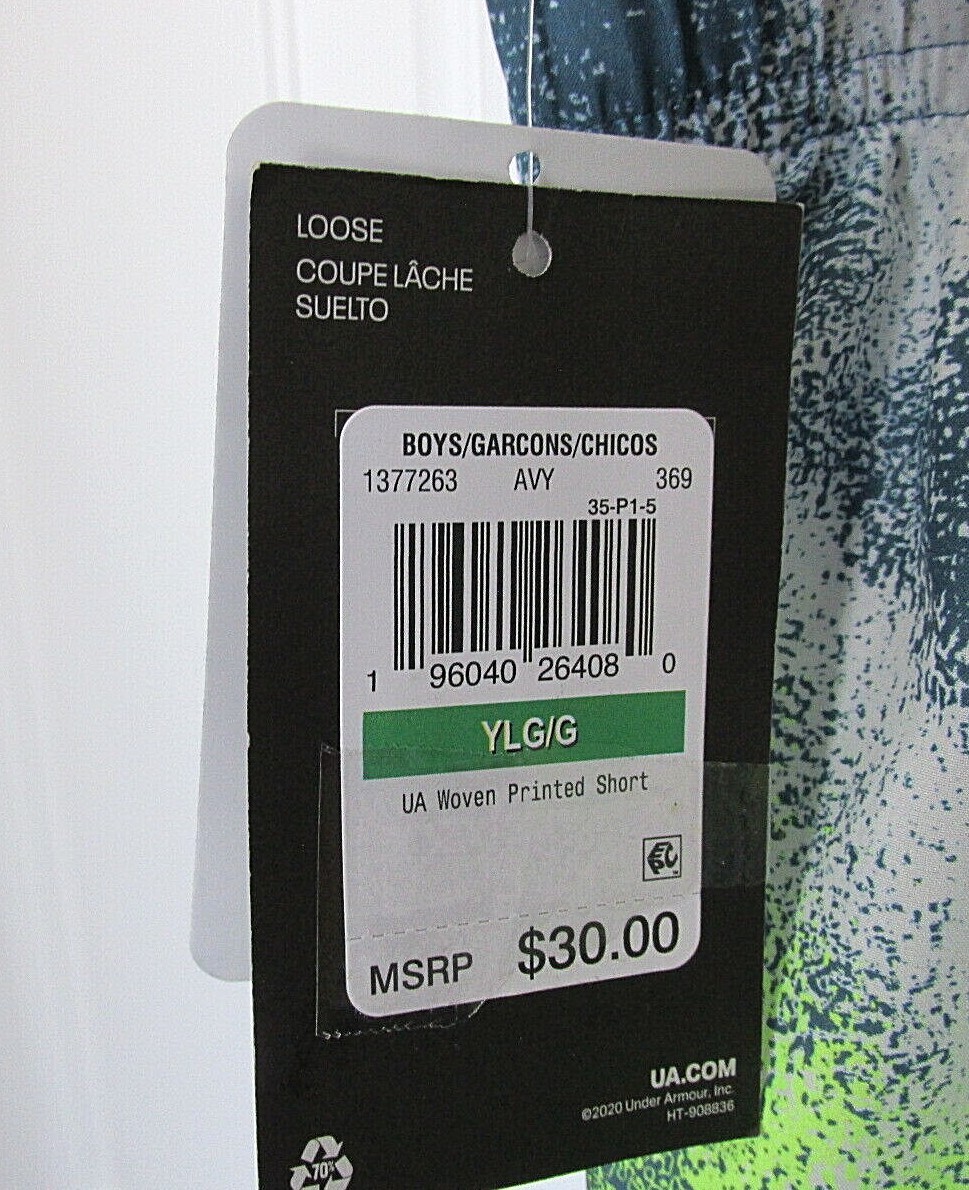 LOOSE
COUPE LÂCHE
SUELTO
BOYS/GARCONS/CHICOS
1377263 AVY 369
35-P1-5
1 96040 26408 0
YLG/G
UA Woven Printed Short
EPC
MSRP $30.00
UA.COM
©2020 Under Armour, Inc.
HT-908836
70%